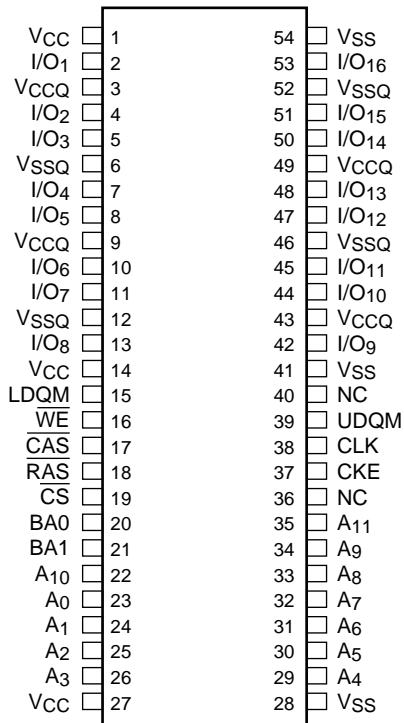 VCC 1 54 VSS
I/O1 2 53 I/O16
VCCQ 3 52 VSSQ
I/O2 4 51 I/O15
I/O3 5 50 I/O14
VSSQ 6 49 VCCQ
I/O4 7 48 I/O13
I/O5 8 47 I/O12
VCCQ 9 46 VSSQ
I/O6 10 45 I/O11
I/O7 11 44 I/O10
VSSQ 12 43 VCCQ
I/O8 13 42 I/O9
VCC 14 41 VSS
LDQM 15 40 NC
W̅E̅ 16 39 UDQM
C̅A̅S̅ 17 38 CLK
R̅A̅S̅ 18 37 CKE
C̅S̅ 19 36 NC
BA0 20 35 A11
BA1 21 34 A9
A10 22 33 A8
A0 23 32 A7
A1 24 31 A6
A2 25 30 A5
A3 26 29 A4
VCC 27 28 VSS